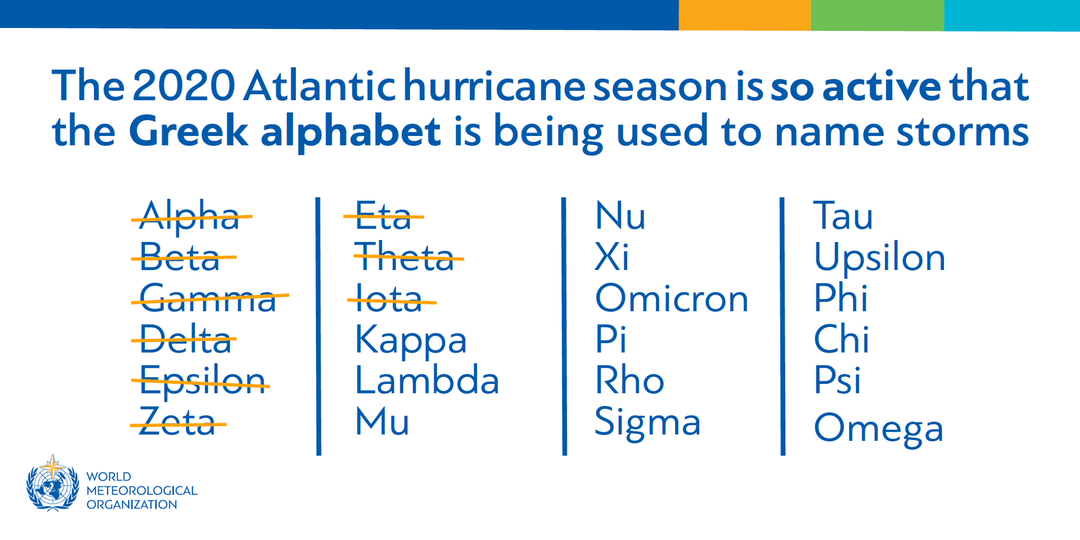 The 2020 Atlantic hurricane season is so active that
the Greek alphabet is being used to name storms
Alpha
Beta
Gamma
Delta
Epsilon
Zeta
Eta
Theta
Iota
Kappa
Lambda
Mu
Nu
Xi
Omicron
Pi
Rho
Sigma
Tau
Upsilon
Phi
Chi
Psi
Omega
WORLD
METEOROLOGICAL
ORGANIZATION